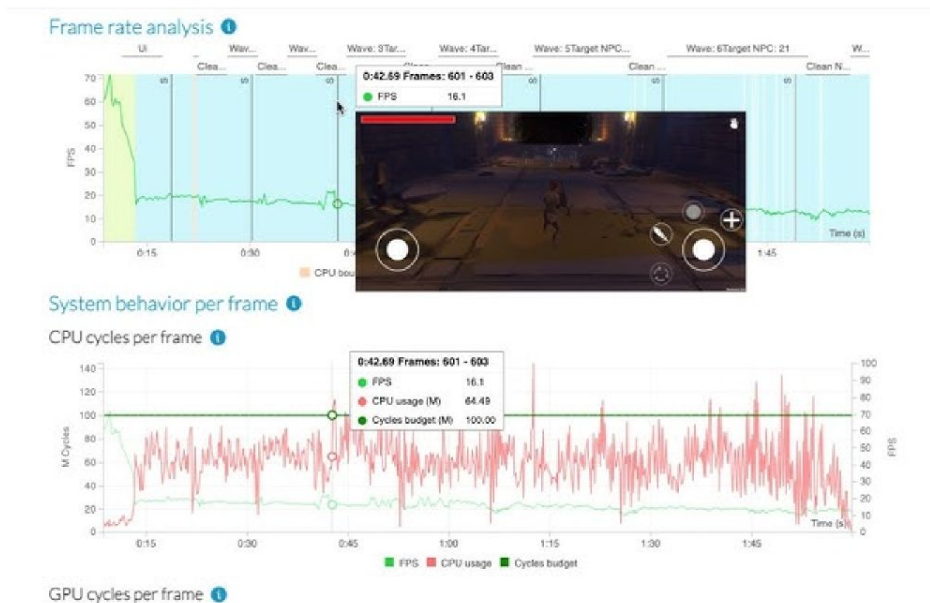 Frame rate analysis i
UI Wav... Wav... Wave: 3Tar... Wave: 4Tar... Wave: 5Target NPC... Wave: 6Target NPC: 21 W...
Clea... Clea... Clea... Clean ... Clean ... Clean N...
0:42.69 Frames: 601 - 603
FPS 16.1
70
60
50
40
30
20
10
0
FPS
S S S S S S
0:15 0:30 1:45
Time (s)
CPU bou
System behavior per frame i
CPU cycles per frame i
0:42.69 Frames: 601 - 603
FPS 16.1
CPU usage (M) 64.49
Cycles budget (M) 100.00
140
120
100
80
60
40
20
0
M Cycles
100
90
80
70
60
50
40
30
20
10
0
FPS
Time (s)
0:15 0:30 0:45 1:00 1:15 1:30 1:45
FPS CPU usage Cycles budget
GPU cycles per frame i